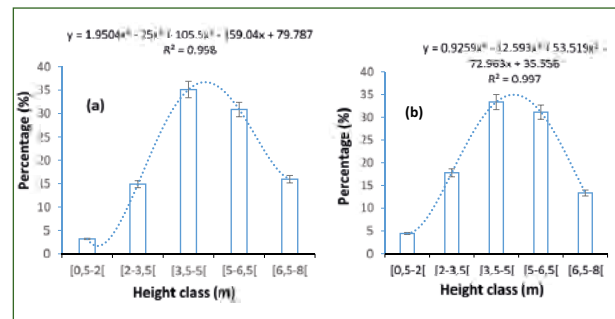 y = 1.9504x⁴ - 25x³ + 105.5x² - 159.04x + 79.787
R² = 0.998
(a)
Percentage (%)
40
35
30
25
20
15
10
5
0
[0,5-2[ [2-3,5[ [3,5-5[ [5-6,5[ [6,5-8[
Height class (m)
y = 0.9259x⁴ - 12.593x³ + 53.519x² -
72.963x + 35.556
R² = 0.997
(b)
Percentage (%)
40
35
30
25
20
15
10
5
0
[0,5-2[ [2-3,5[ [3,5-5[ [5-6,5[ [6,5-8[
Height class (m)